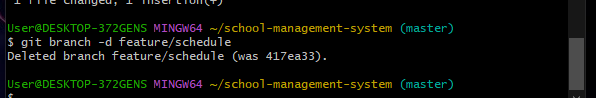 1 file changed, 1 insertion(+)
User@DESKTOP-372GENS MINGW64 ~/school-management-system (master)
$ git branch -d feature/schedule
Deleted branch feature/schedule (was 417ea33).
User@DESKTOP-372GENS MINGW64 ~/school-management-system (master)
$